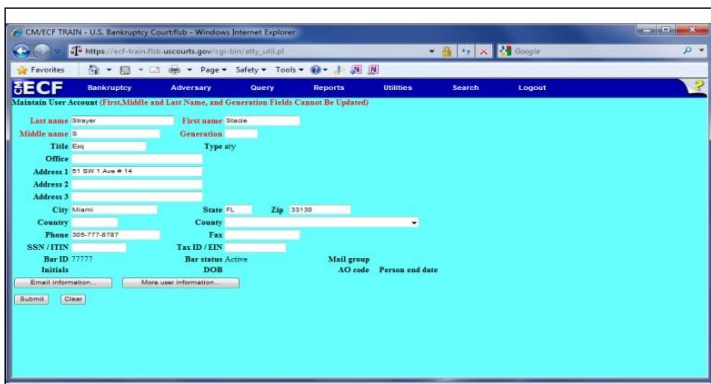 CM/ECF TRAIN - U.S. Bankruptcy Court:flsb - Windows Internet Explorer
https://ecf-train.flsb.uscourts.gov/cgi-bin/atty_util.pl Google
Favorites Page Safety Tools
CM ECF Bankruptcy Adversary Query Reports Utilities Search Logout ?
Maintain User Account (First,Middle and Last Name, and Generation Fields Cannot Be Updated)
Last name Strayer First name Stacie
Middle name S Generation
Title Esq Type aty
Office
Address 1 51 SW 1 Ave # 14
Address 2
Address 3
City Miami State FL Zip 33130
Country County
Phone 305-777-8787 Fax
SSN / ITIN Tax ID / EIN
Bar ID 77777 Bar status Active Mail group
Initials DOB AO code Person end date
Email information... More user information...
Submit Clear